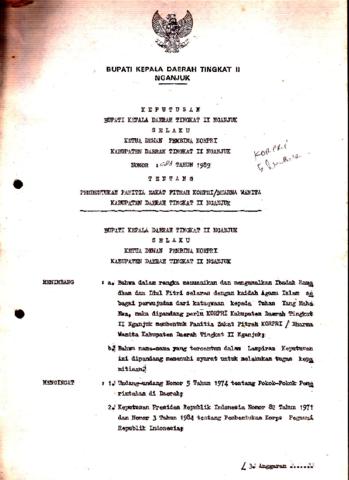 BUPATI KEPALA DAERAH TINGKAT II
NGANJUK
KEPUTUSAN
BUPATI KEPALA DAERAH TINGKAT II NGANJUK
SELAKU
KETUA DEWAN PEMBINA KORPRI
KABUPATEN DAERAH TINGKAT II NGANJUK
NOMOR : TAHUN 1989
KORPRI
TENTANG
PEMBENTUKAN PANITIA ZAKAT FITRAH KORPRI/DHARMA WANITA
KABUPATEN DAERAH TINGKAT II NGANJUK
BUPATI KEPALA DAERAH TINGKAT II NGANJUK
SELAKU
KETUA DEWAN PEMBINA KORPRI
KABUPATEN DAERAH TINGKAT II NGANJUK
MENIMBANG : a. Bahwa dalam rangka menunaikan dan mengamalkan Ibadah Rama
dhan dan Idul Fitri selaras dengan kaidah Agama Islam se
bagai perwujudan dari ketaqwaan kepada Tuhan Yang Maha
Esa, maka dipandang perlu KORPRI Kabupaten Daerah Tingkat
II Nganjuk membentuk Panitia Zakat Fitrah KORPRI / Dharma
Wanita Kabupaten Daerah Tingkat II Nganjuk;
b. Bahwa nama-nama yang tercantum dalam Lampiran Keputusan
ini dipandang memenuhi syarat untuk melakukan tugas kepa
nitiaan;
MENGINGAT : 1. Undang-undang Nomor 5 Tahun 1974 tentang Pokok-Pokok Peme
rintahan di Daerah;
2. Keputusan Presiden Republik Indonesia Nomor 82 Tahun 1971
dan Nomor 3 Tahun 1984 tentang Pembentukan Korps Pegawai
Republik Indonesia;
/ 3. Anggaran .......